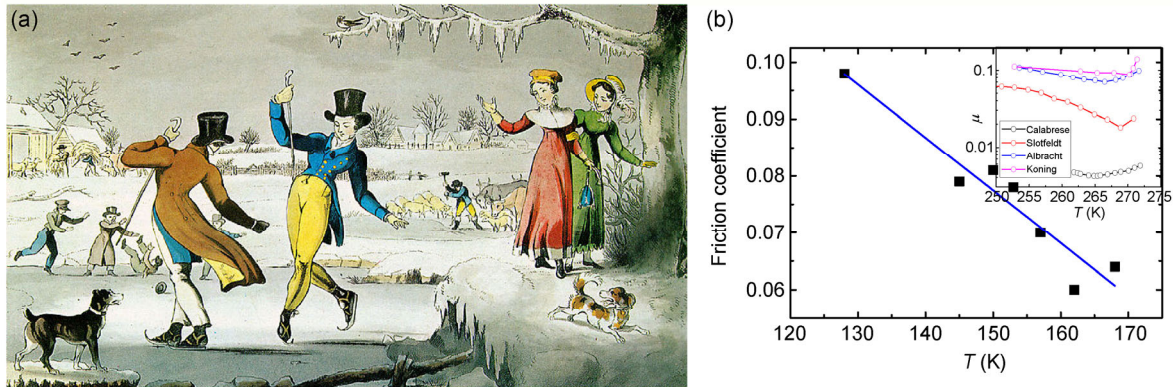 (a)
(b)
0.10
0.09
0.08
0.07
0.06
Friction coefficient
120
130
140
150
160
170
T (K)
0.1
0.01
μ
Calabrese
Slotfeldt
Albracht
Koning
250
255
260
265
270
275
T (K)